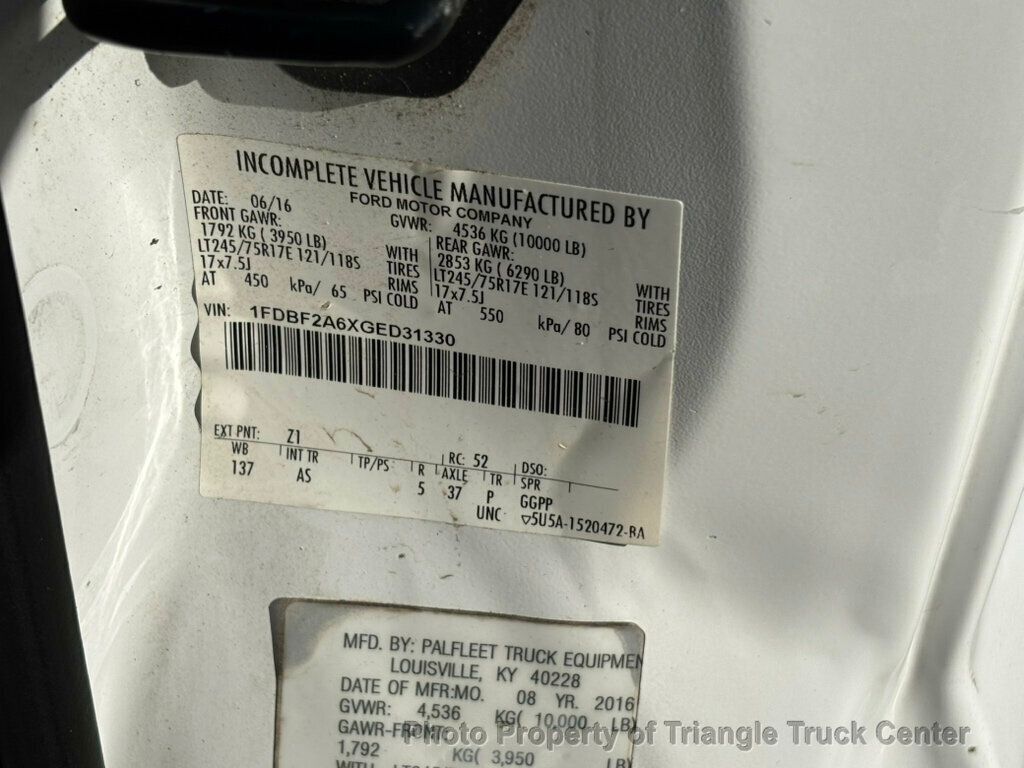 INCOMPLETE VEHICLE MANUFACTURED BY
FORD MOTOR COMPANY
DATE: 06/16 GVWR: 4536 KG (10000 LB)
FRONT GAWR: REAR GAWR:
1792 KG ( 3950 LB) WITH 2853 KG ( 6290 LB) WITH
LT245/75R17E 121/118S TIRES LT245/75R17E 121/118S TIRES
17x7.5J RIMS 17x7.5J RIMS
AT 450 kPa/ 65 PSI COLD AT 550 kPa/ 80 PSI COLD
VIN: 1FDBF2A6XGED31330
EXT PNT: Z1 RC: 52 DSO:
WB INT TR TP/PS R AXLE TR SPR
137 AS 5 37 P GGPP
UNC ▽5U5A-1520472-RA
MFD. BY: PALFLEET TRUCK EQUIPMEN
LOUISVILLE, KY 40228
DATE OF MFR:MO. 08 YR. 2016
GVWR: 4,536 KG( 10,000 LB)
GAWR-FRONT:
1,792 KG( 3,950 LB)
Photo Property of Triangle Truck Center